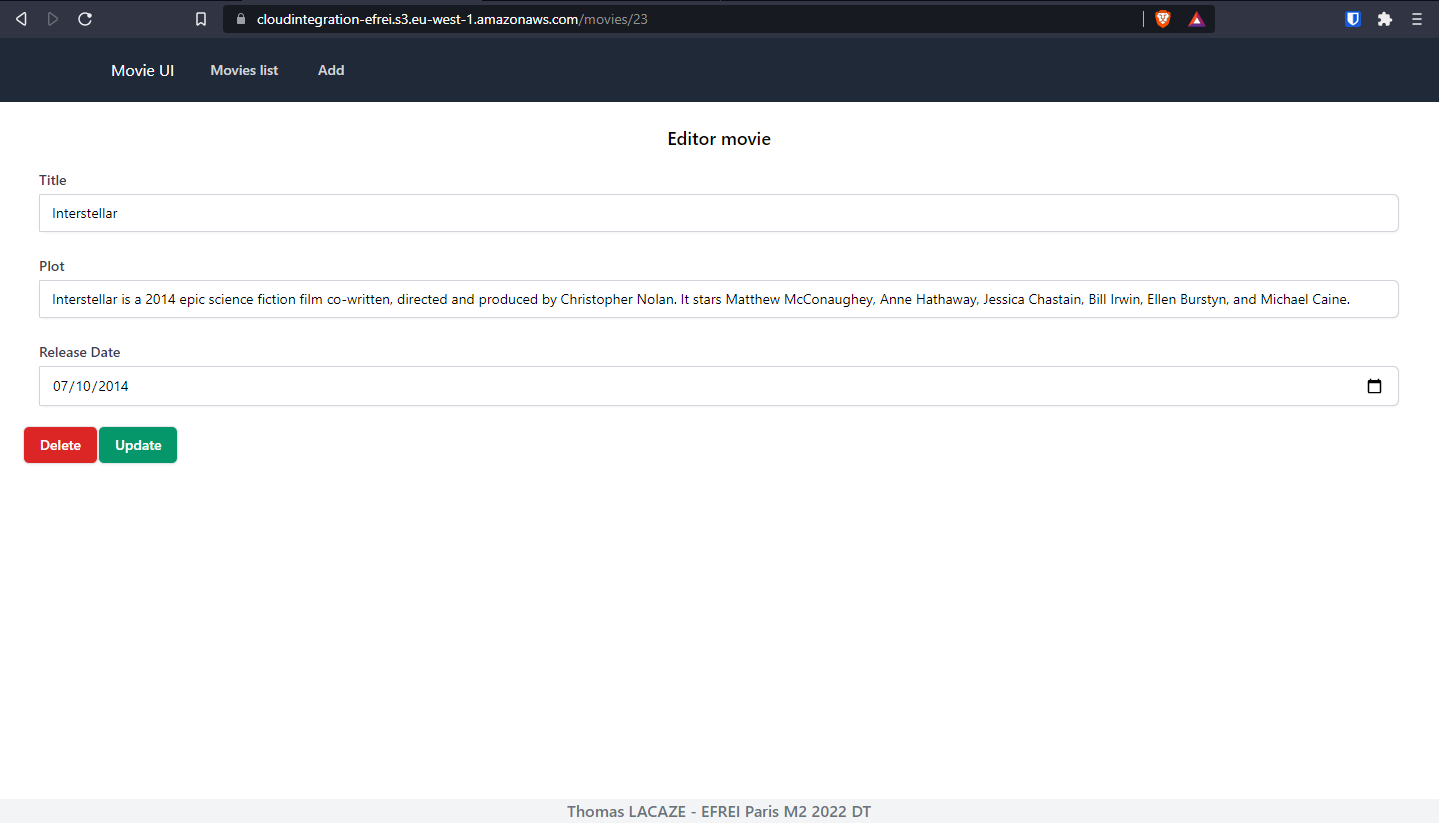 cloudintegration-efrei.s3.eu-west-1.amazonaws.com/movies/23
Movie UI Movies list Add
Editor movie
Title
Interstellar
Plot
Interstellar is a 2014 epic science fiction film co-written, directed and produced by Christopher Nolan. It stars Matthew McConaughey, Anne Hathaway, Jessica Chastain, Bill Irwin, Ellen Burstyn, and Michael Caine.
Release Date
07/10/2014
Delete Update
Thomas LACAZE - EFREI Paris M2 2022 DT